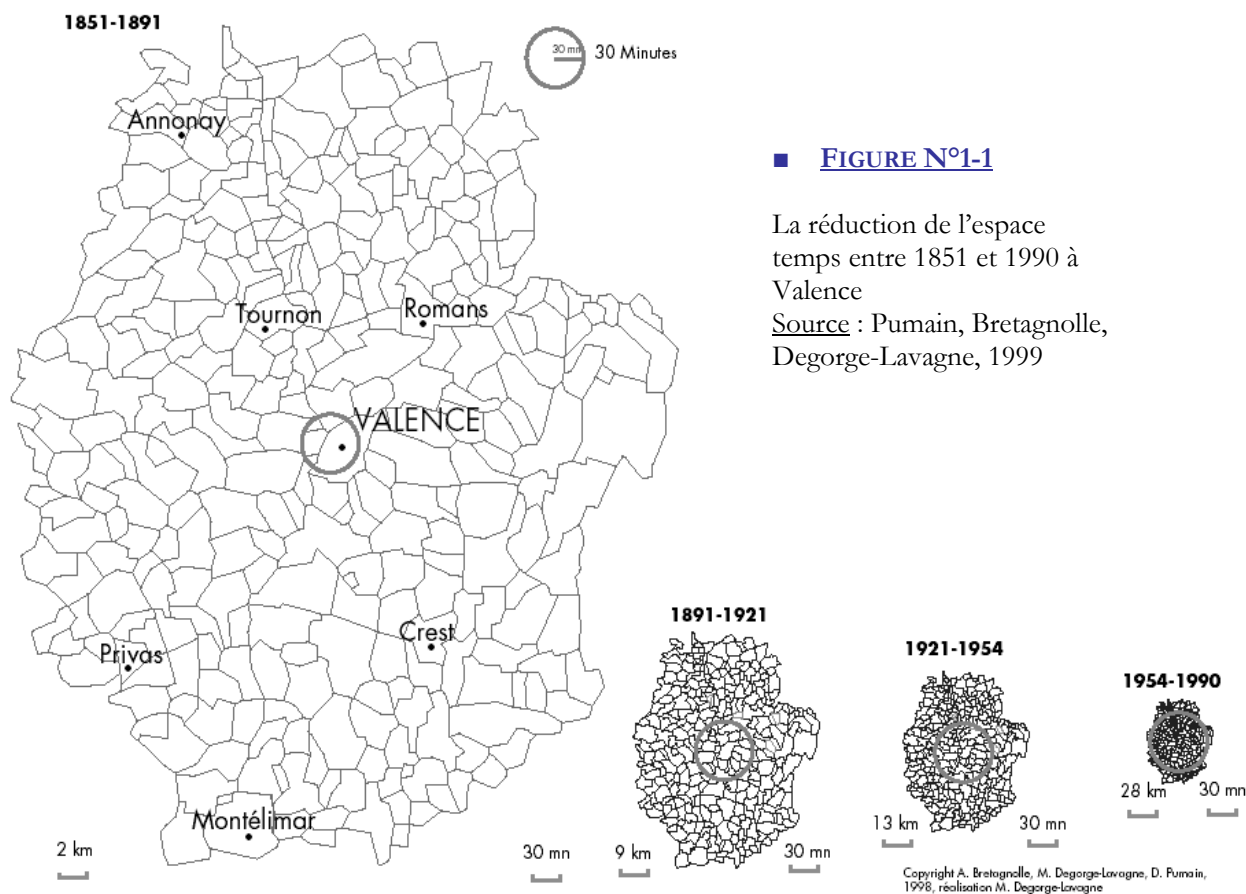 1851-1891
30 mn
30 Minutes
Annonay
Tournon
Romans
VALENCE
Privas
Crest
Montélimar
2 km
30 mn
■ FIGURE N°1-1
La réduction de l'espace
temps entre 1851 et 1990 à
Valence
Source : Pumain, Bretagnolle,
Degorge-Lavagne, 1999
1891-1921
9 km
30 mn
1921-1954
13 km
30 mn
1954-1990
28 km
30 mn
Copyright A. Bretagnolle, M. Degorge-Lavagne, D. Pumain,
1998, réalisation M. Degorge-Lavagne